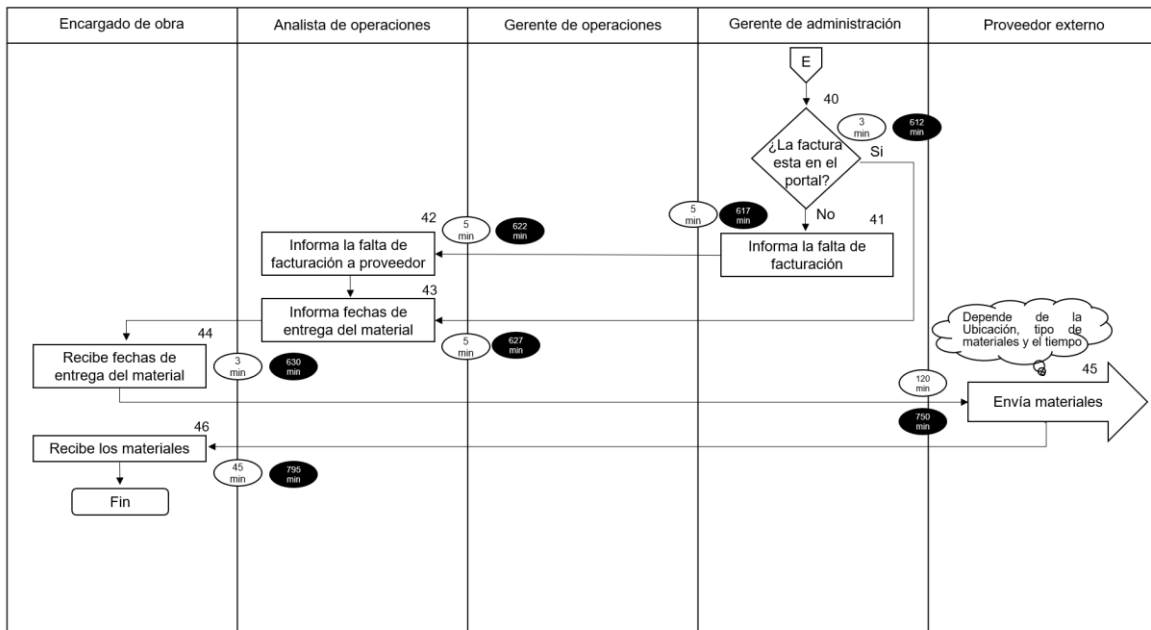 Encargado de obra
Analista de operaciones
Gerente de operaciones
Gerente de administración
Proveedor externo
E
40
3
min
612
min
¿La factura
esta en el
portal?
Si
No
5
min
617
min
41
Informa la falta de
facturación
42
5
min
622
min
Informa la falta de
facturación a proveedor
43
Informa fechas de
entrega del material
5
min
627
min
44
Recibe fechas de
entrega del material
3
min
630
min
Depende de la
Ubicación, tipo de
materiales y el tiempo
45
120
min
750
min
Envía materiales
46
Recibe los materiales
45
min
795
min
Fin